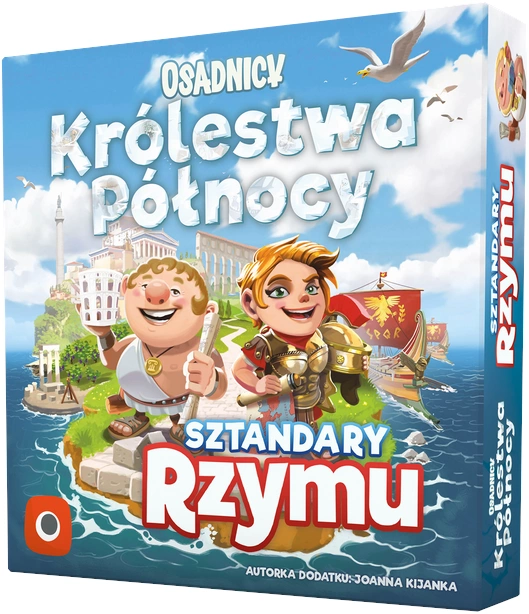 OSADNICY
Królestwa
Północy
S.P.Q.R.
SZTANDARY
Rzymu
AUTORKA DODATKU: JOANNA KIJANKA
SZTANDARY
Rzymu
OSADNICY
Królestwa
Północy